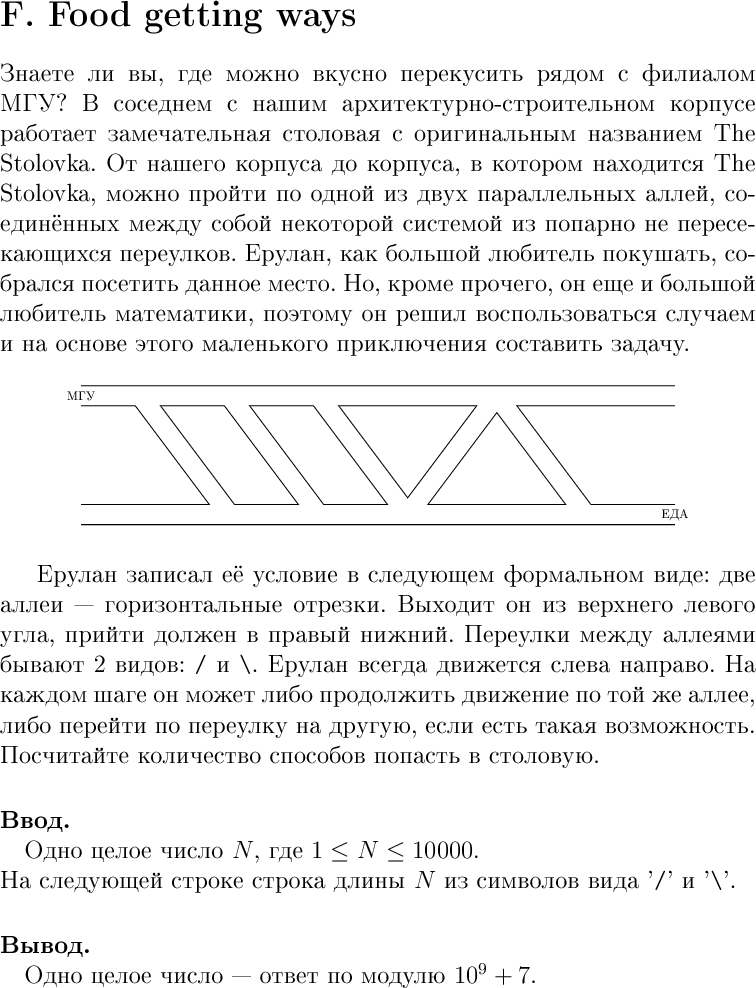 F. Food getting ways
Знаете ли вы, где можно вкусно перекусить рядом с филиалом
МГУ? В соседнем с нашим архитектурно-строительном корпусе
работает замечательная столовая с оригинальным названием The
Stolovka. От нашего корпуса до корпуса, в котором находится The
Stolovka, можно пройти по одной из двух параллельных аллей, со-
единённых между собой некоторой системой из попарно не пересе-
кающихся переулков. Ерулан, как большой любитель покушать, со-
брался посетить данное место. Но, кроме прочего, он еще и большой
любитель математики, поэтому он решил воспользоваться случаем
и на основе этого маленького приключения составить задачу.
МГУ
ЕДА
Ерулан записал её условие в следующем формальном виде: две
аллеи — горизонтальные отрезки. Выходит он из верхнего левого
угла, прийти должен в правый нижний. Переулки между аллеями
бывают 2 видов: / и \. Ерулан всегда движется слева направо. На
каждом шаге он может либо продолжить движение по той же аллее,
либо перейти по переулку на другую, если есть такая возможность.
Посчитайте количество способов попасть в столовую.
Ввод.
Одно целое число N, где 1 ≤ N ≤ 10000.
На следующей строке строка длины N из символов вида '/' и '\'.
Вывод.
Одно целое число — ответ по модулю 10⁹ + 7.